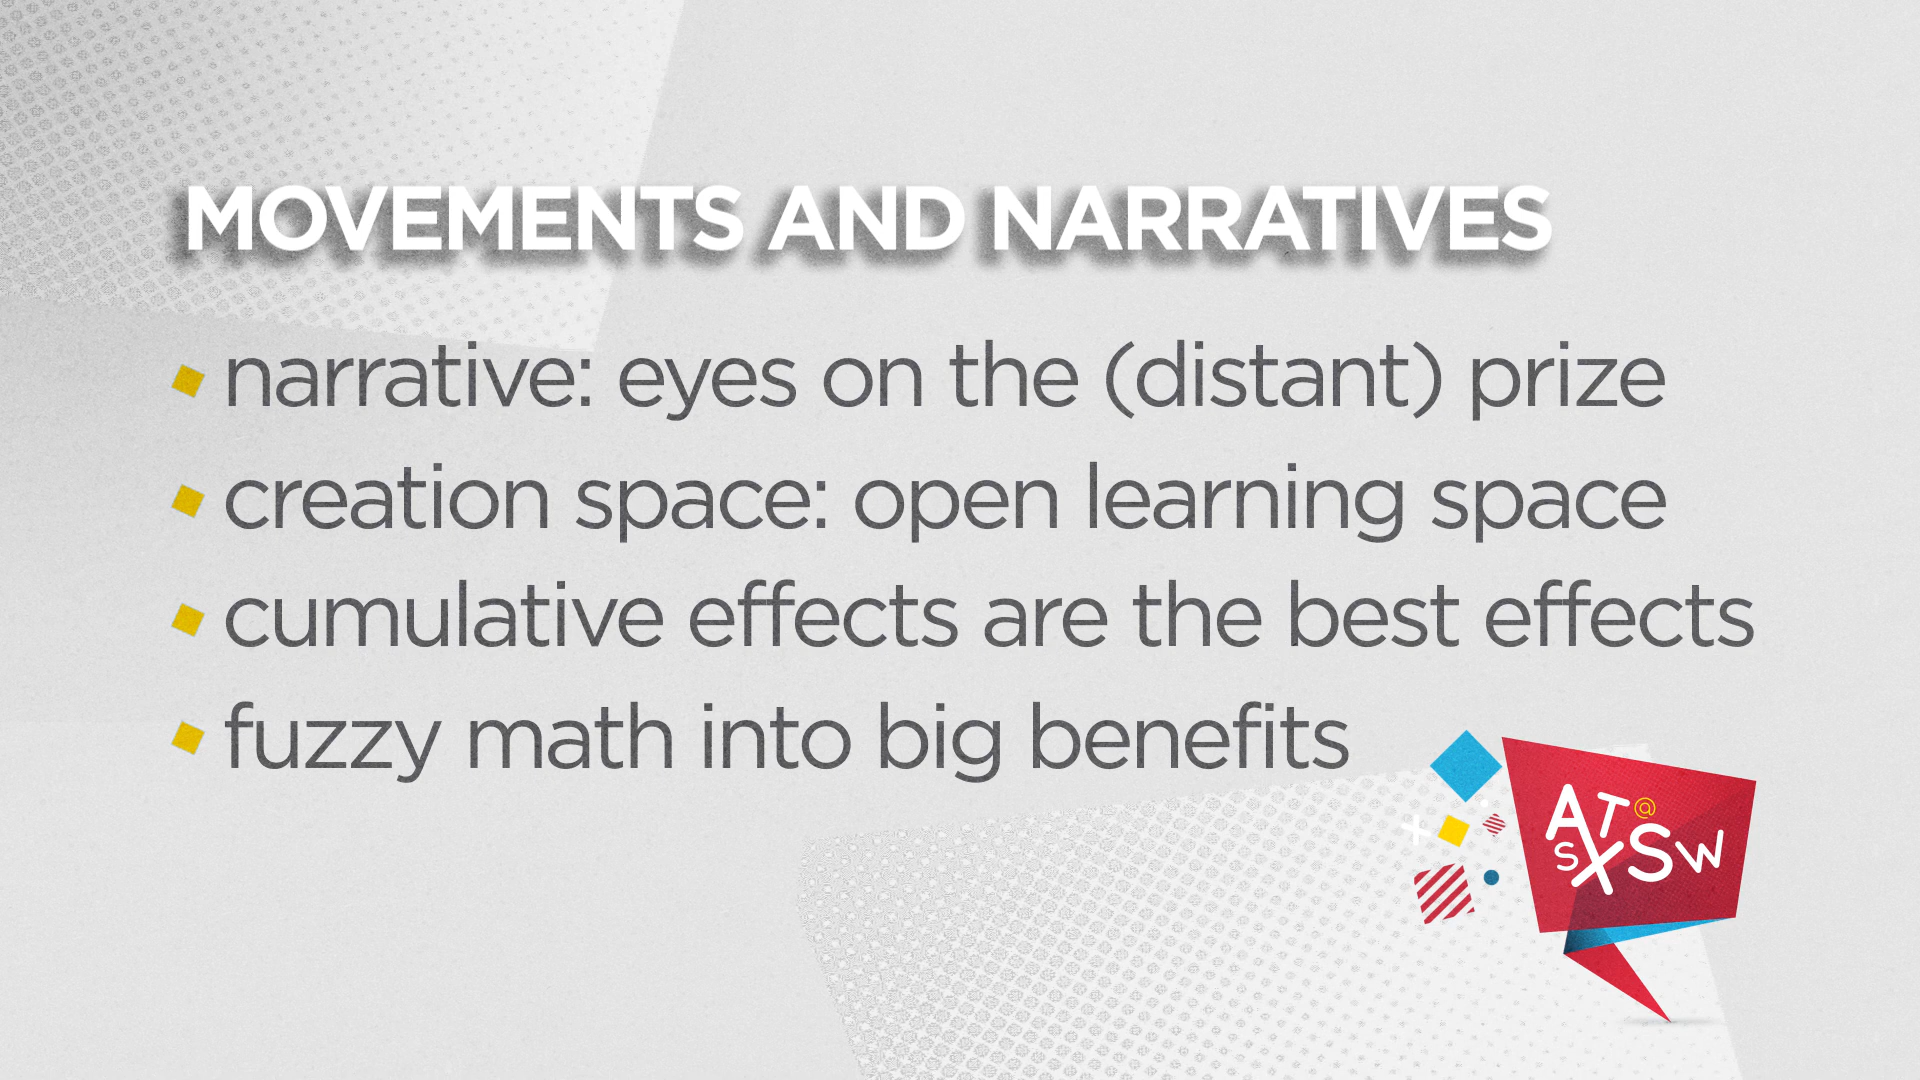 MOVEMENTS AND NARRATIVES
narrative: eyes on the (distant) prize
creation space: open learning space
cumulative effects are the best effects
fuzzy math into big benefits
AT@
SXSW